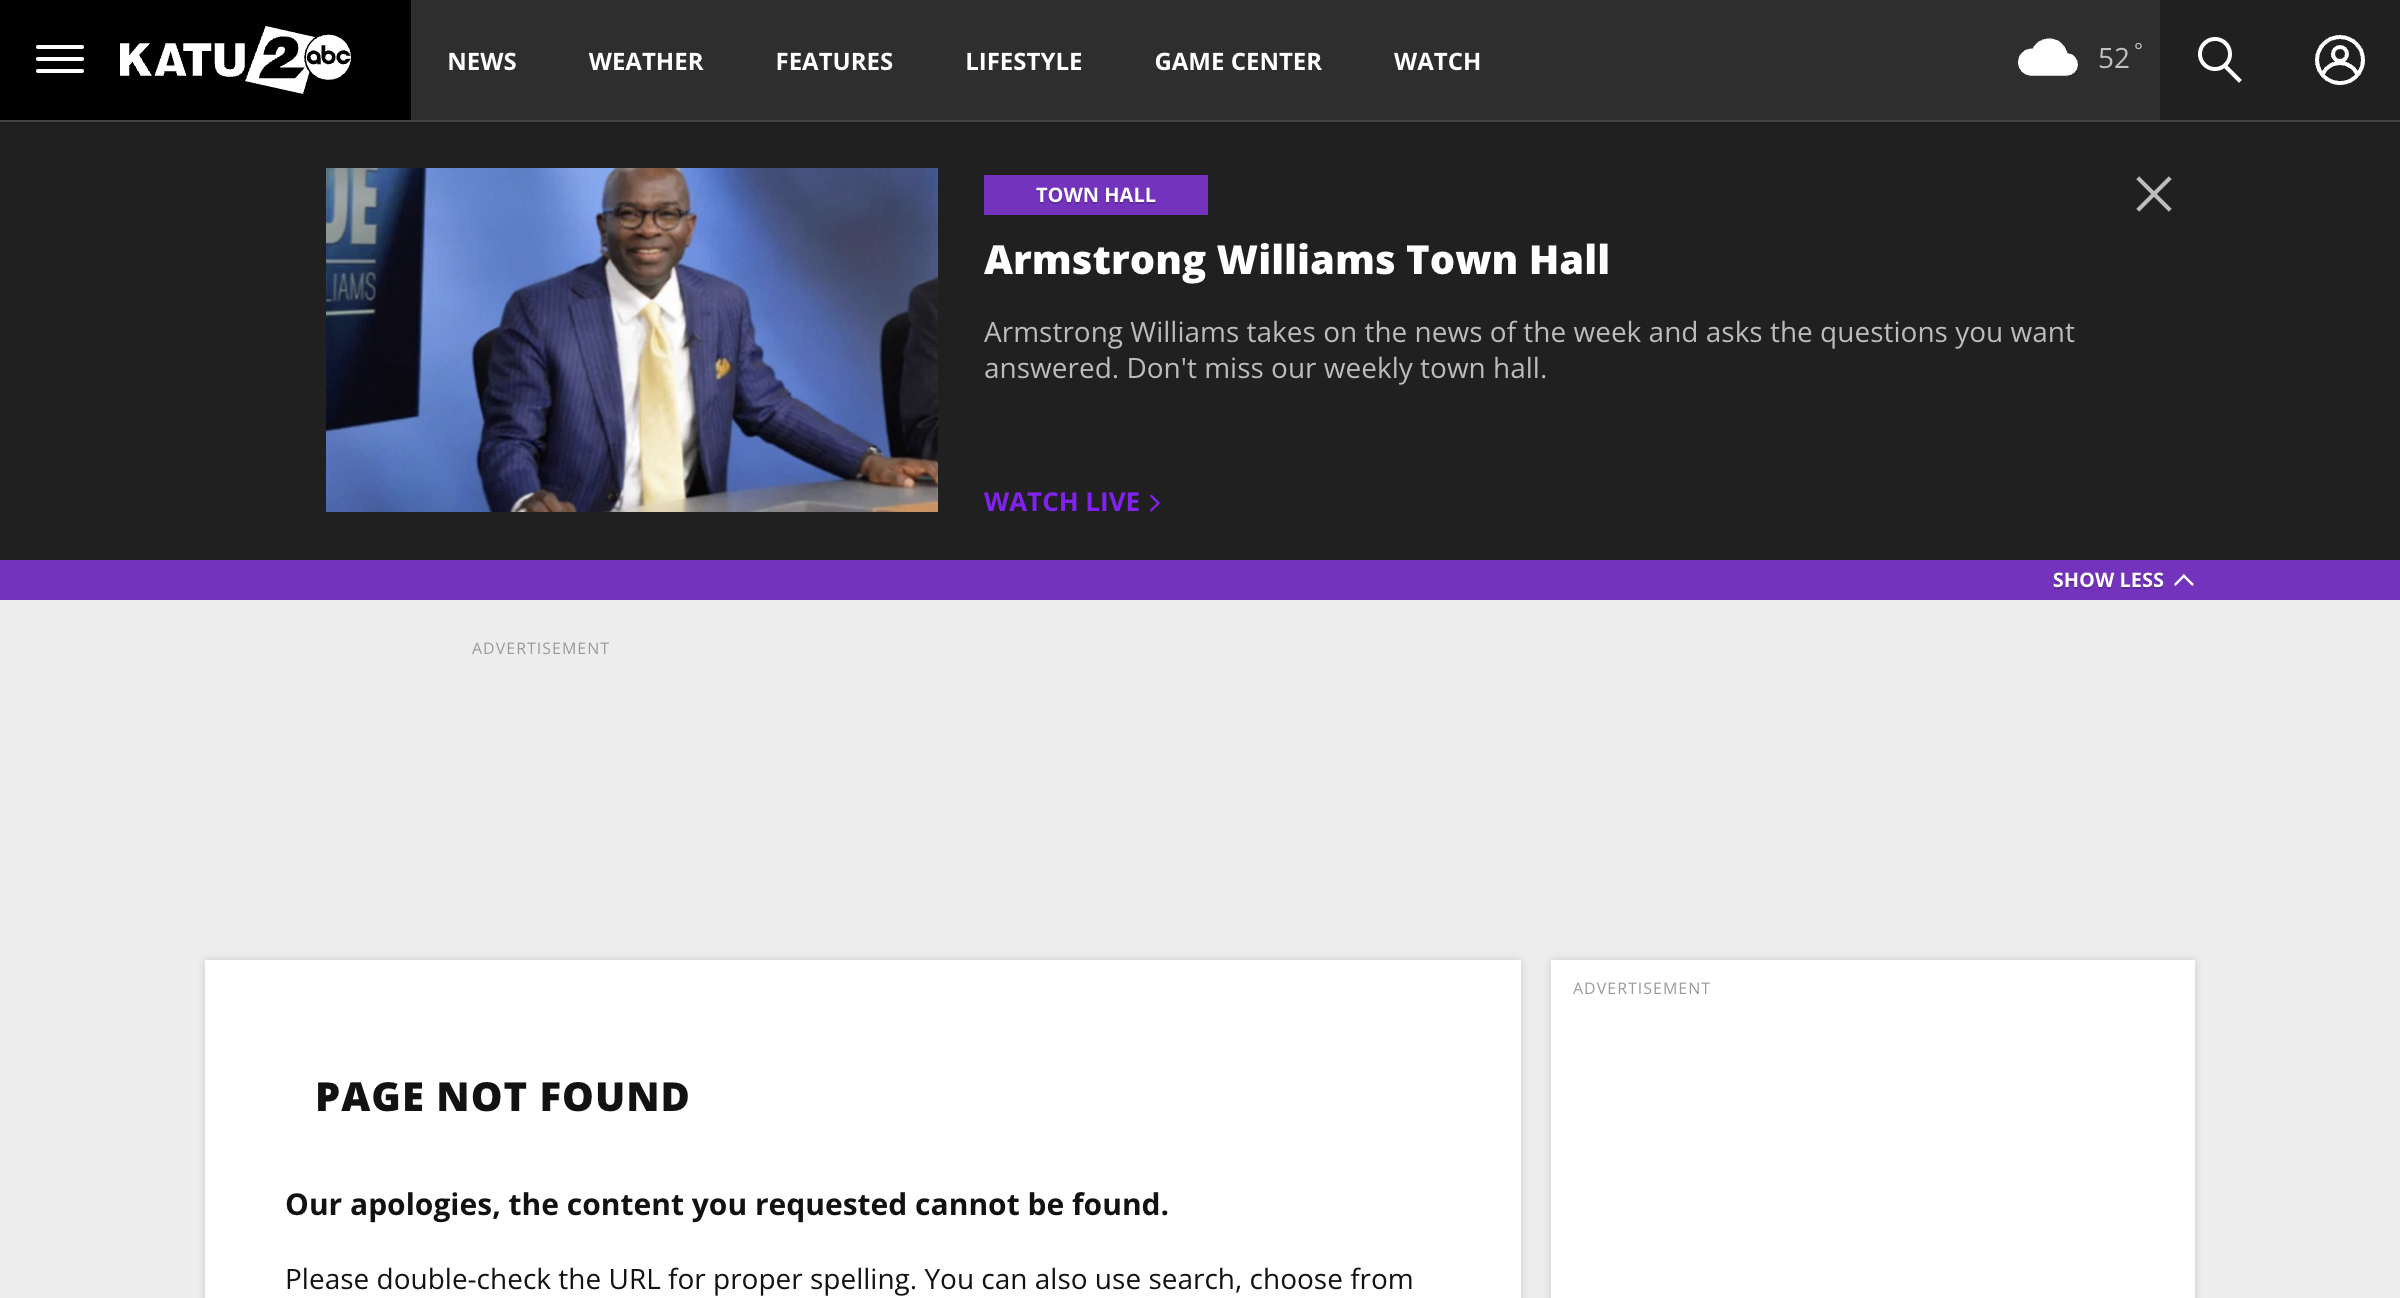 KATU 2 abc
NEWS
WEATHER
FEATURES
LIFESTYLE
GAME CENTER
WATCH
52°
DE
LIAMS
TOWN HALL
Armstrong Williams Town Hall
Armstrong Williams takes on the news of the week and asks the questions you want
answered. Don't miss our weekly town hall.
WATCH LIVE
SHOW LESS
ADVERTISEMENT
ADVERTISEMENT
PAGE NOT FOUND
Our apologies, the content you requested cannot be found.
Please double-check the URL for proper spelling. You can also use search, choose from